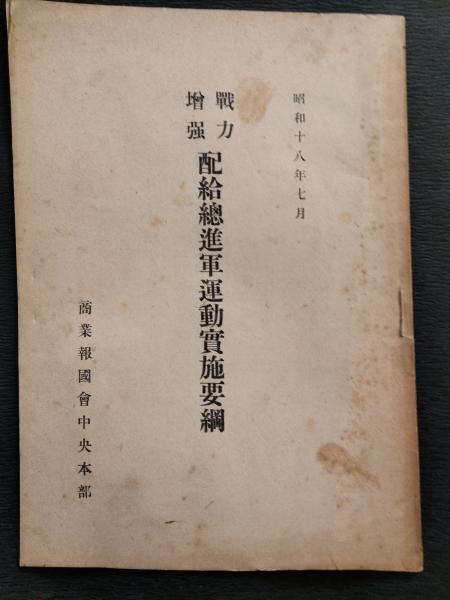 昭和十八年七月
戰力
增强
配給總進軍運動實施要綱
商業報國會中央本部